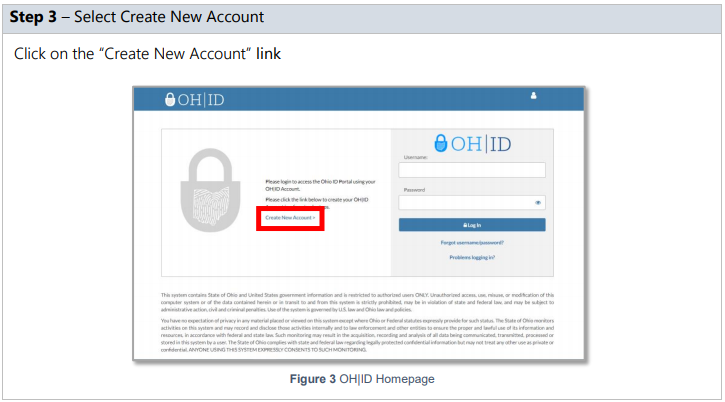 Step 3 – Select Create New Account
Click on the “Create New Account” link
OH|ID
OH|ID
Username:
Please login to access the Ohio ID Portal using your
OH|ID Account.
Please click the link below to create your OH|ID
Create New Account >
Password
Log In
Forgot username/password?
Problems logging in?
This system contains State of Ohio and United States government information and is restricted to authorized users ONLY. Unauthorized access, use, misuse, or modification of this
computer system or of the data contained herein or in transit to and from this system is strictly prohibited, may be in violation of state and federal law, and may be subject to
administrative action, civil and criminal penalties. Use of the system is governed by U.S. law and Ohio law and policies.
You have no expectation of privacy in any material placed or viewed on this system except where Ohio or Federal statutes expressly provide for such status. The State of Ohio monitors
activities on this system and may record and disclose those activities internally and to law enforcement and other entities to ensure the proper and lawful use of its information and
resources, in accordance with federal and state law. Such monitoring may result in the acquisition, recording and analysis of all data being communicated, transmitted, processed or
stored in this system by a user. The State of Ohio complies with state and federal law regarding legally protected confidential information but may not treat any other use as private or
confidential. ANYONE USING THIS SYSTEM EXPRESSLY CONSENTS TO SUCH MONITORING.
Figure 3 OH|ID Homepage